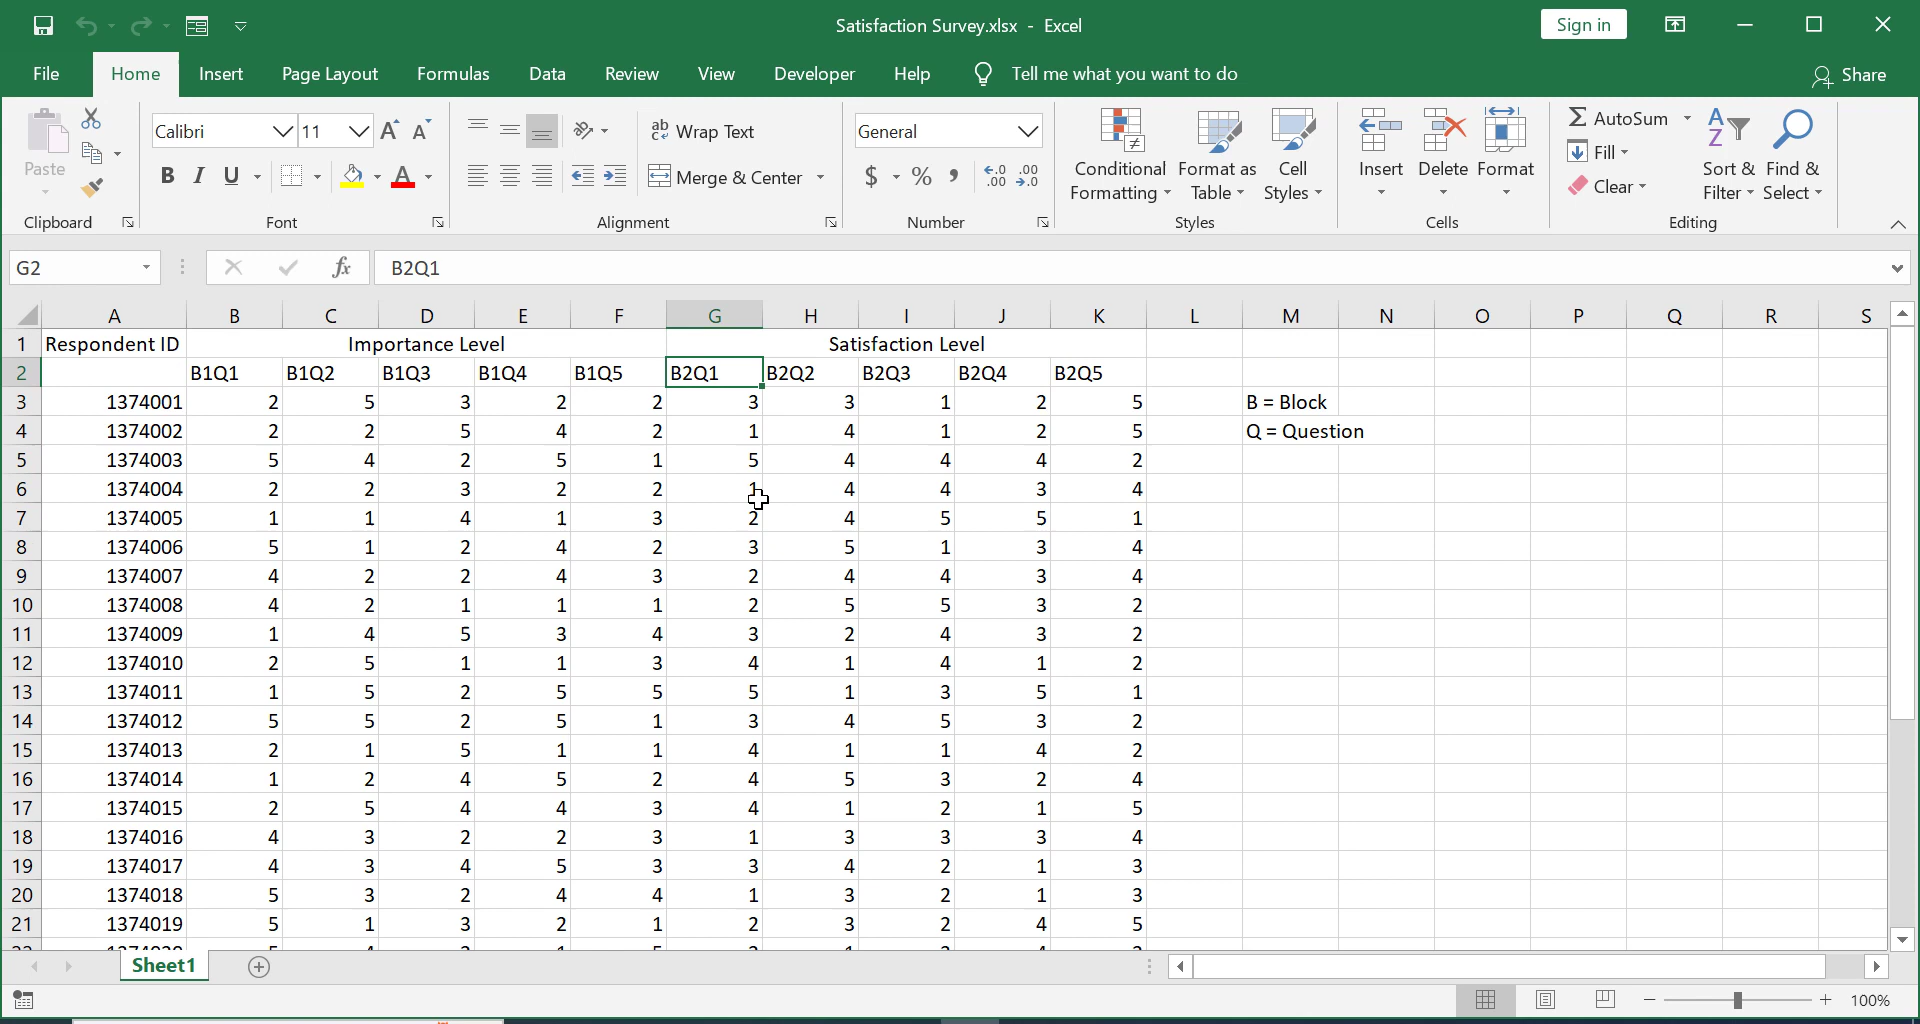 Satisfaction Survey.xlsx - Excel
Sign in
File Home Insert Page Layout Formulas Data Review View Developer Help Tell me what you want to do Share
Paste
Clipboard
Calibri 11 A A
B I U A
Font
ab Wrap Text
Merge & Center
Alignment
General
$ % , .0 .00 .00 .0
Number
Conditional Formatting
Format as Table
Cell Styles
Styles
Insert Delete Format
Cells
AutoSum
Fill
Clear
Sort & Filter
Find & Select
Editing
G2 fx B2Q1
A B C D E F G H I J K L M N O P Q R S
1 Respondent ID Importance Level Satisfaction Level
2 B1Q1 B1Q2 B1Q3 B1Q4 B1Q5 B2Q1 B2Q2 B2Q3 B2Q4 B2Q5
3 1374001 2 5 3 2 2 3 3 1 2 5 B = Block
4 1374002 2 2 5 4 2 1 4 1 2 5 Q = Question
5 1374003 5 4 2 5 1 5 4 4 4 2
6 1374004 2 2 3 2 2 1 4 4 3 4
7 1374005 1 1 4 1 3 2 4 5 5 1
8 1374006 5 1 2 4 2 3 5 1 3 4
9 1374007 4 2 2 4 3 2 4 4 3 4
10 1374008 4 2 1 1 1 2 5 5 3 2
11 1374009 1 4 5 3 4 3 2 4 3 2
12 1374010 2 5 1 1 3 4 1 4 1 2
13 1374011 1 5 2 5 5 5 1 3 5 1
14 1374012 5 5 2 5 1 3 4 5 3 2
15 1374013 2 1 5 1 1 4 1 1 4 2
16 1374014 1 2 4 5 2 4 5 3 2 4
17 1374015 2 5 4 4 3 4 1 2 1 5
18 1374016 4 3 2 2 3 1 3 3 3 4
19 1374017 4 3 4 5 3 3 4 2 1 3
20 1374018 5 3 2 4 4 1 3 2 1 3
21 1374019 5 1 3 2 1 2 3 2 4 5
Sheet1
100%